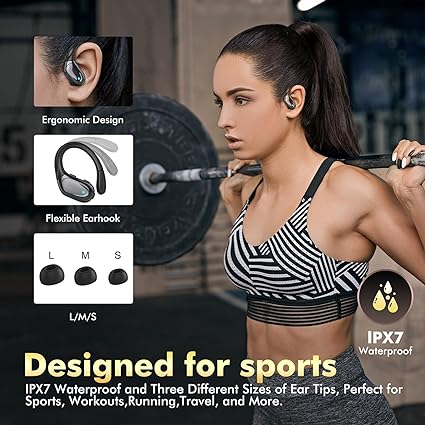 Ergonomic Design
Flexible Earhook
L M S
L/M/S
IPX7
Waterproof
Designed for sports
IPX7 Waterproof and Three Different Sizes of Ear Tips, Perfect for
Sports, Workouts,Running,Travel, and More.